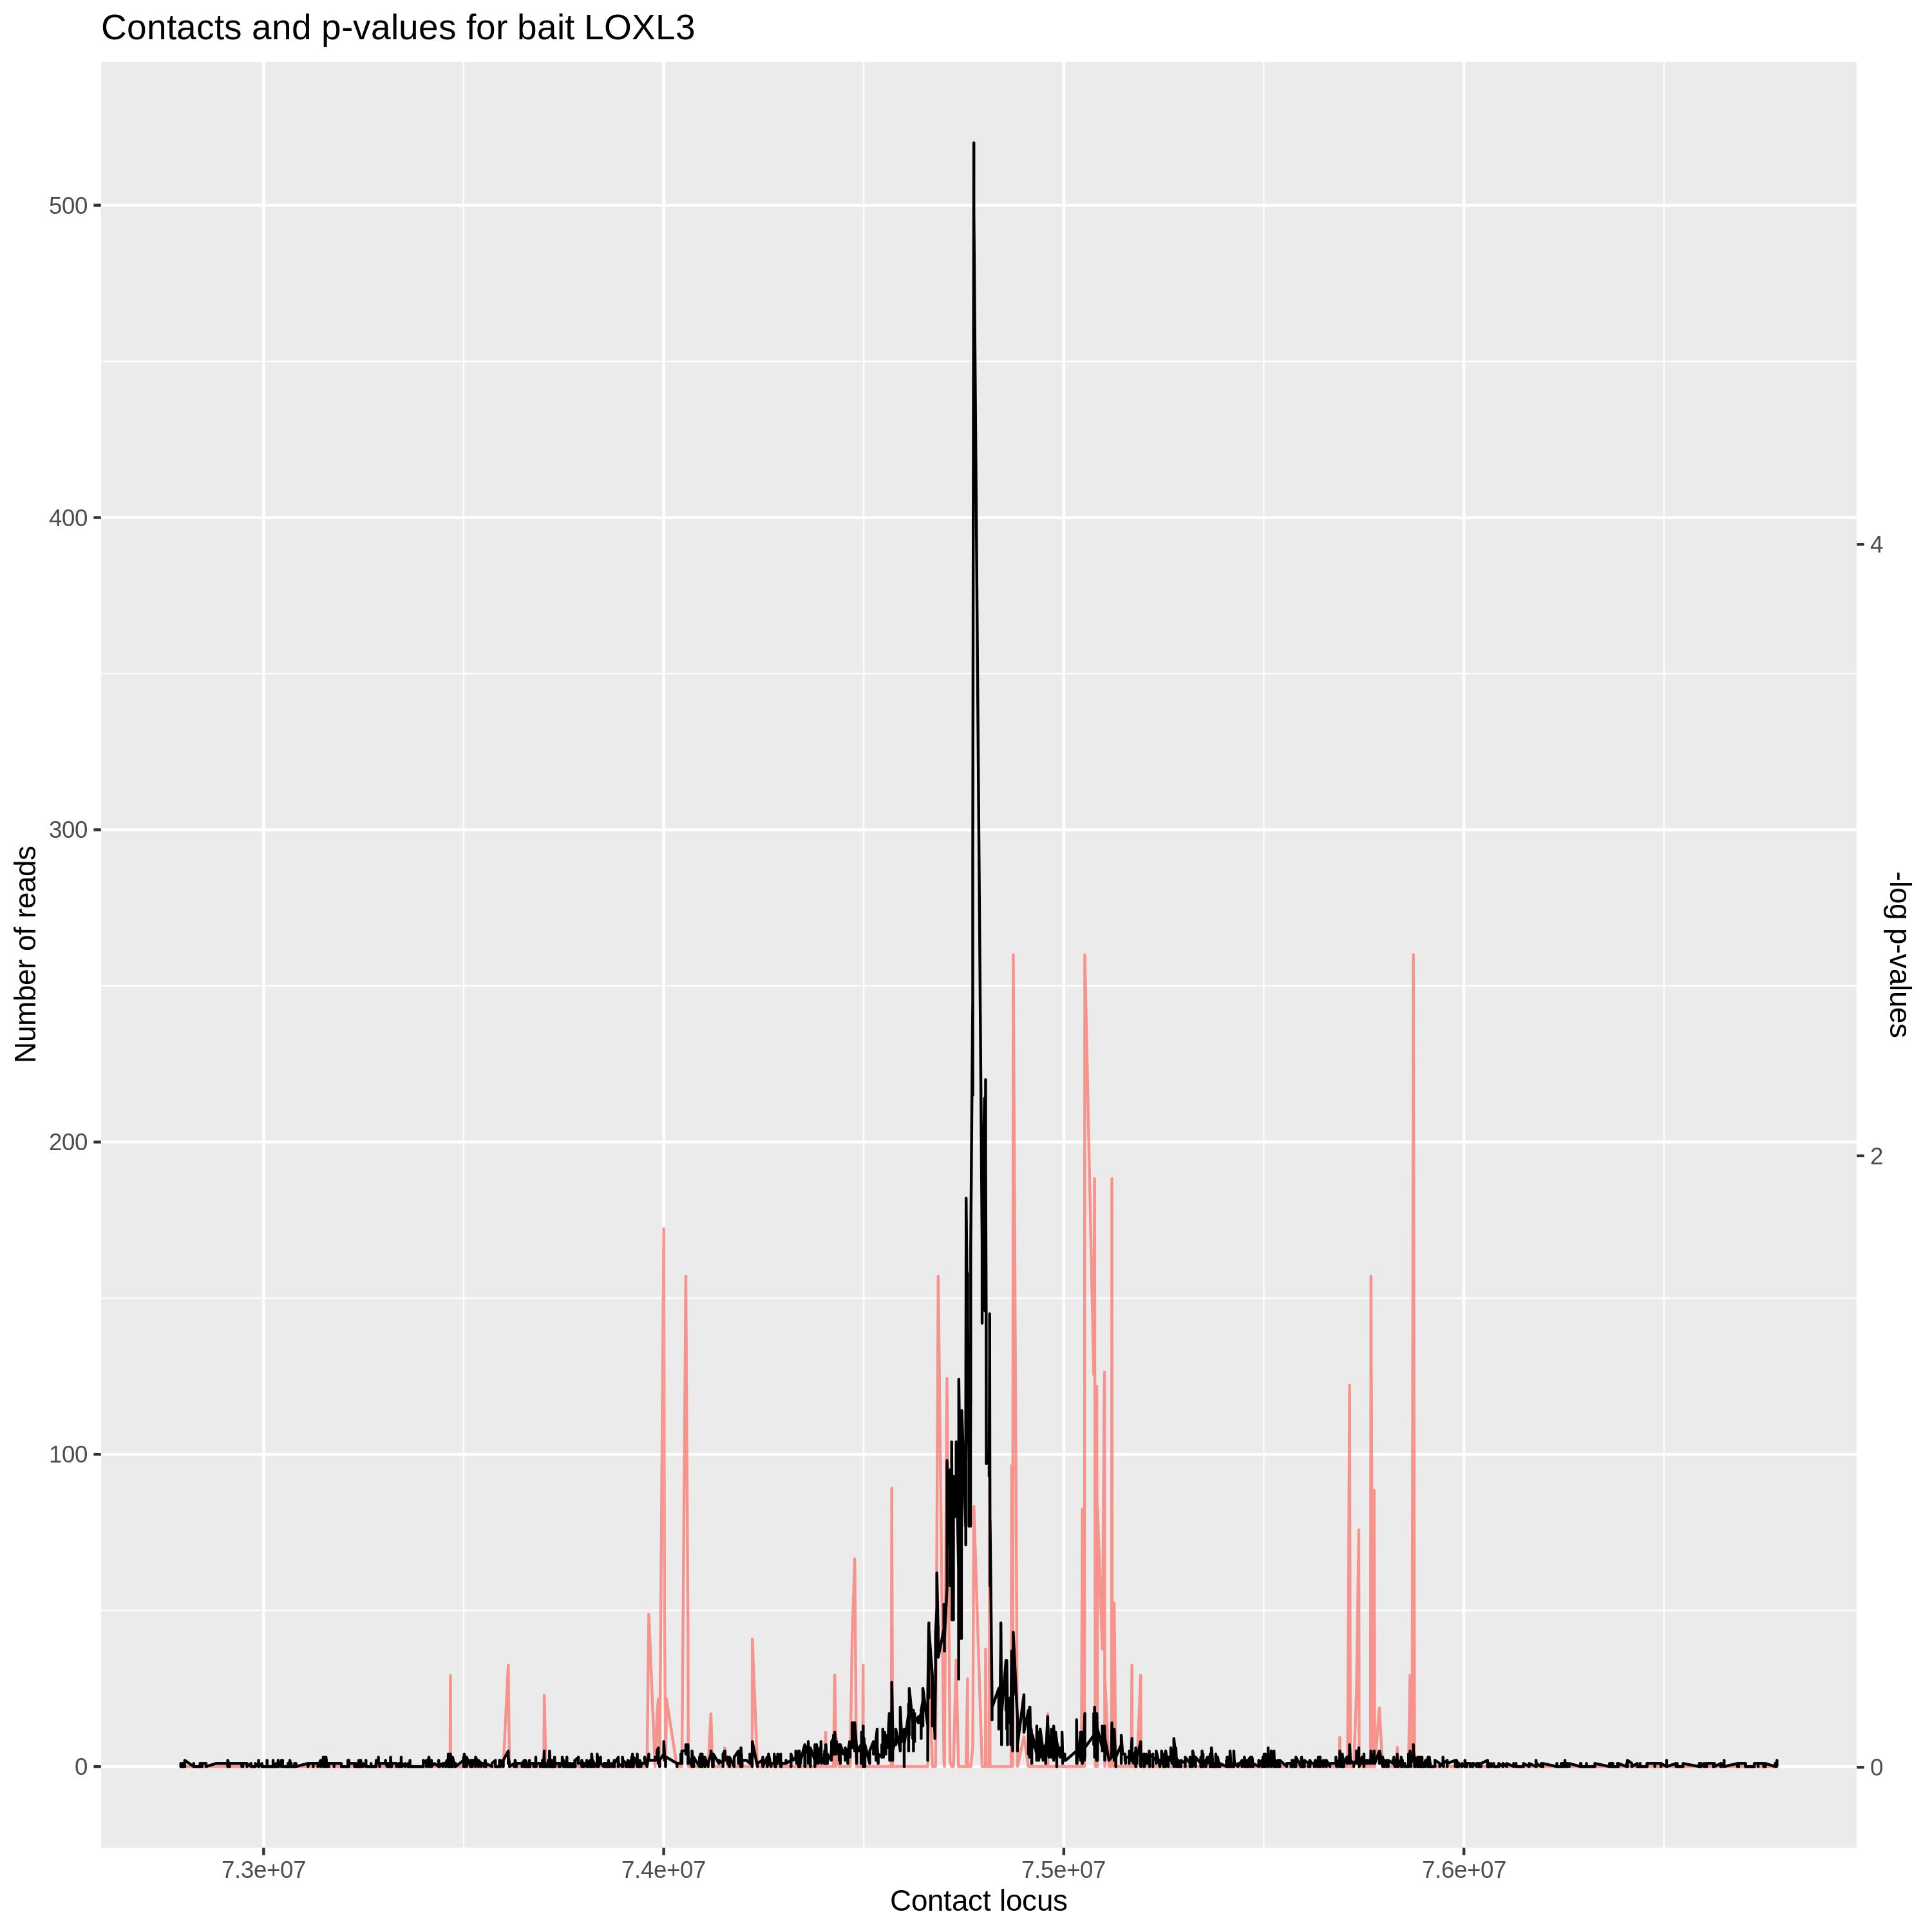 Contacts and p-values for bait LOXL3
500
400
300
200
100
0
Number of reads
4
2
0
-log p-values
7.3e+07
7.4e+07
7.5e+07
7.6e+07
Contact locus